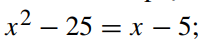 x² − 25 = x − 5;